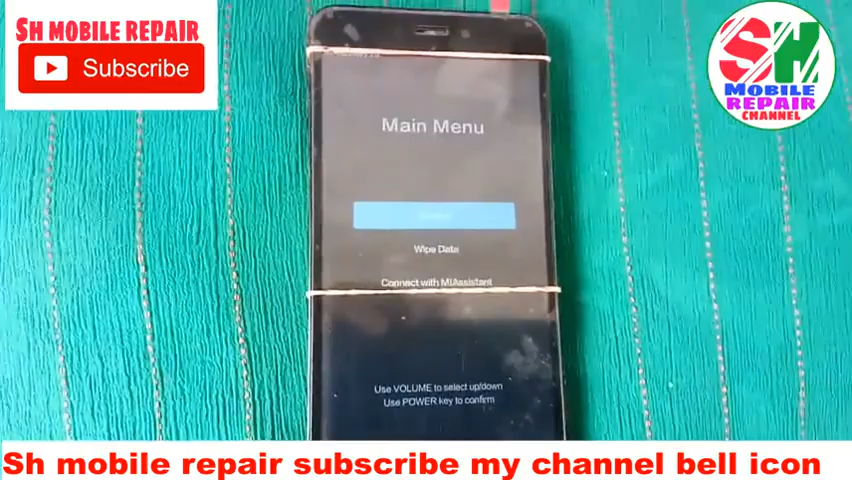 Sh MOBILE REPAIR
Subscribe
SH
MOBILE
REPAIR
CHANNEL
Main Menu
Wipe Data
Connect with MIAssistant
Use VOLUME to select up/down
Use POWER key to confirm
Sh mobile repair subscribe my channel bell icon